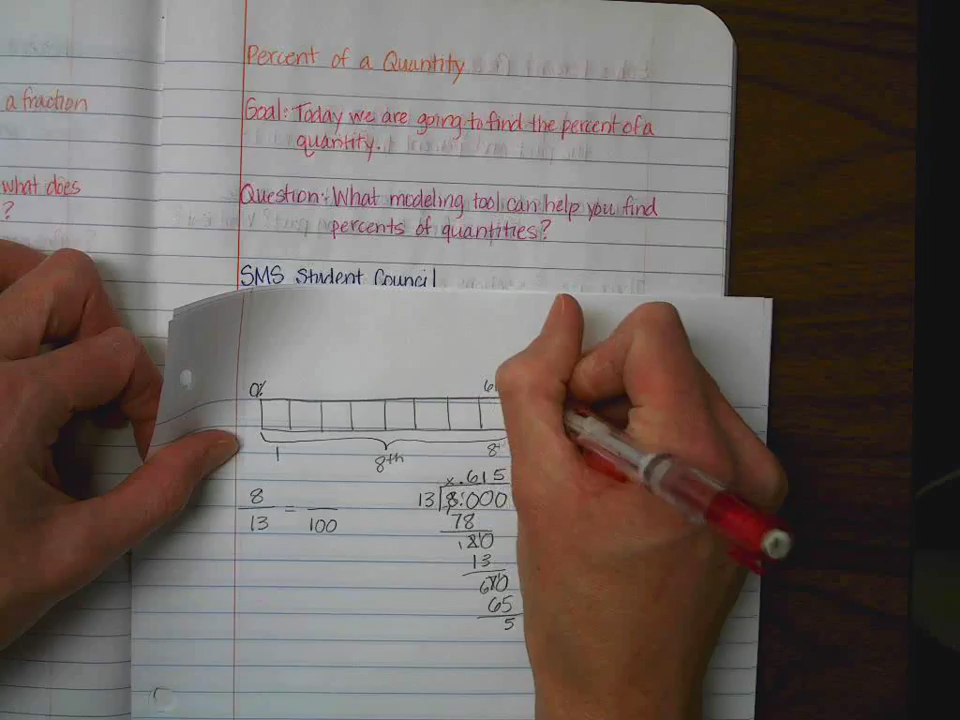 Percent of a Quantity
a fraction
Goal: Today we are going to find the percent of a
quantity.
what does
?
Question: What modeling tool can help you find
percents of quantities?
SMS Student Council
0% 6
1 8th 8
8/13 = /100
.615
13 8.000
78
20
13
70
65
5